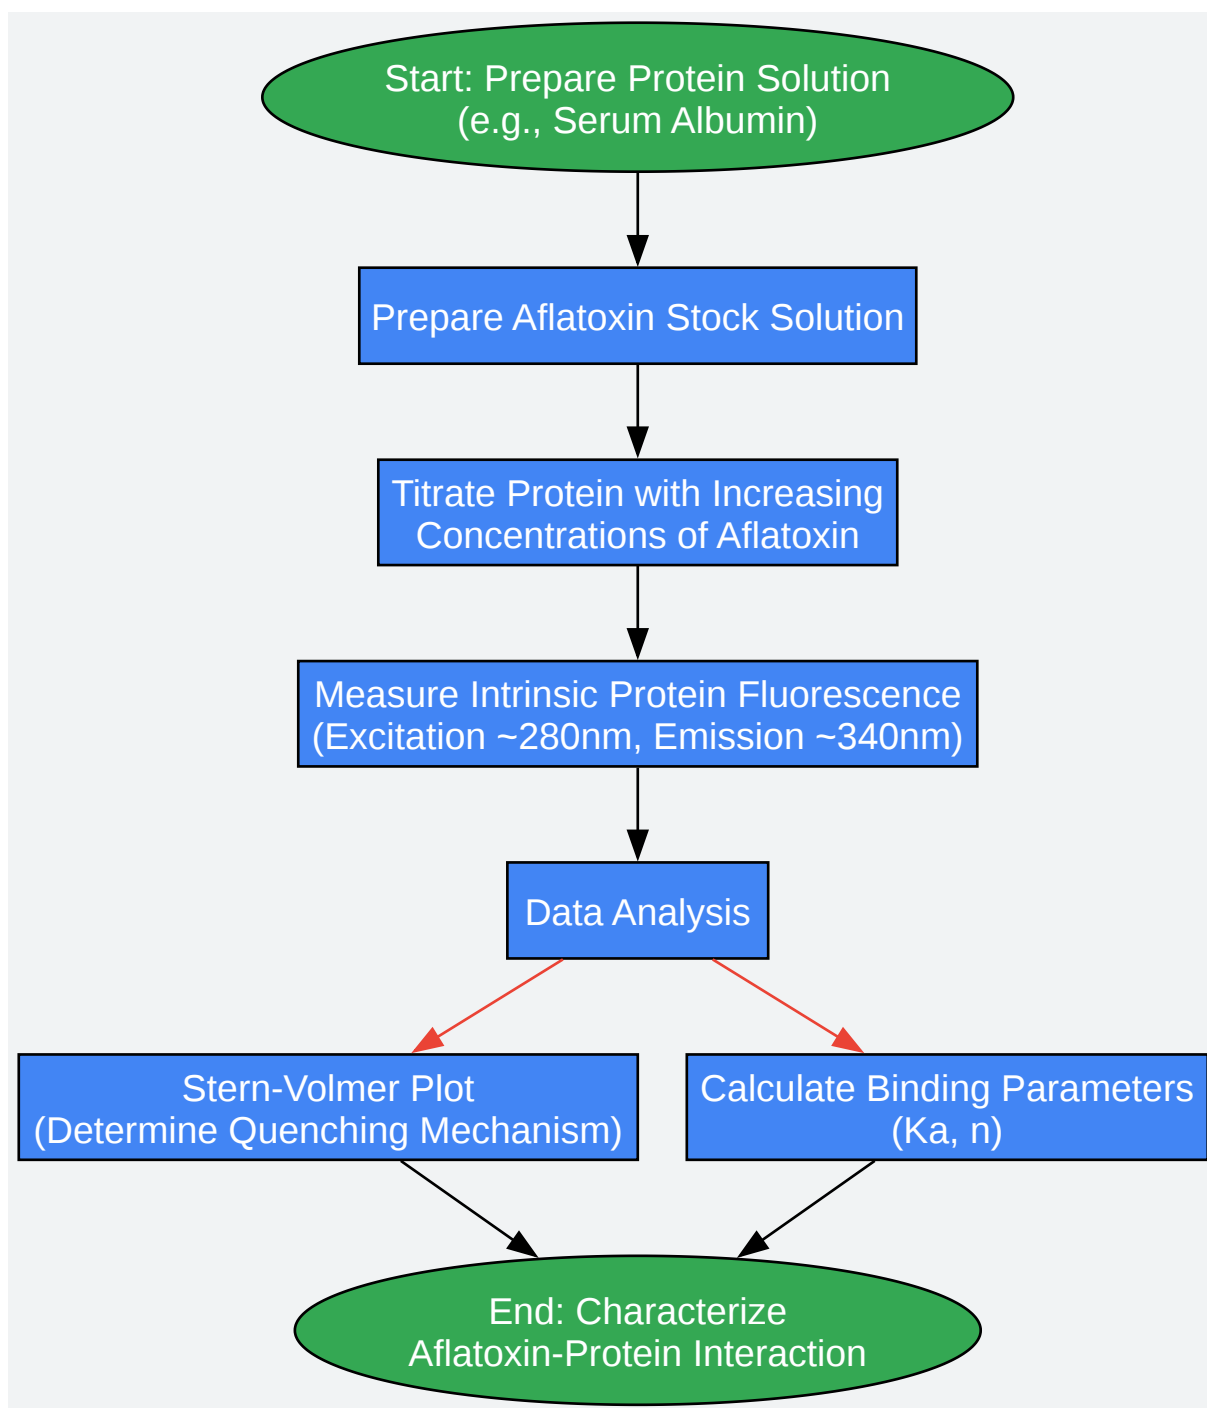 Start: Prepare Protein Solution
(e.g., Serum Albumin)
Prepare Aflatoxin Stock Solution
Titrate Protein with Increasing
Concentrations of Aflatoxin
Measure Intrinsic Protein Fluorescence
(Excitation ~280nm, Emission ~340nm)
Data Analysis
Stern-Volmer Plot
(Determine Quenching Mechanism)
Calculate Binding Parameters
(Ka, n)
End: Characterize
Aflatoxin-Protein Interaction